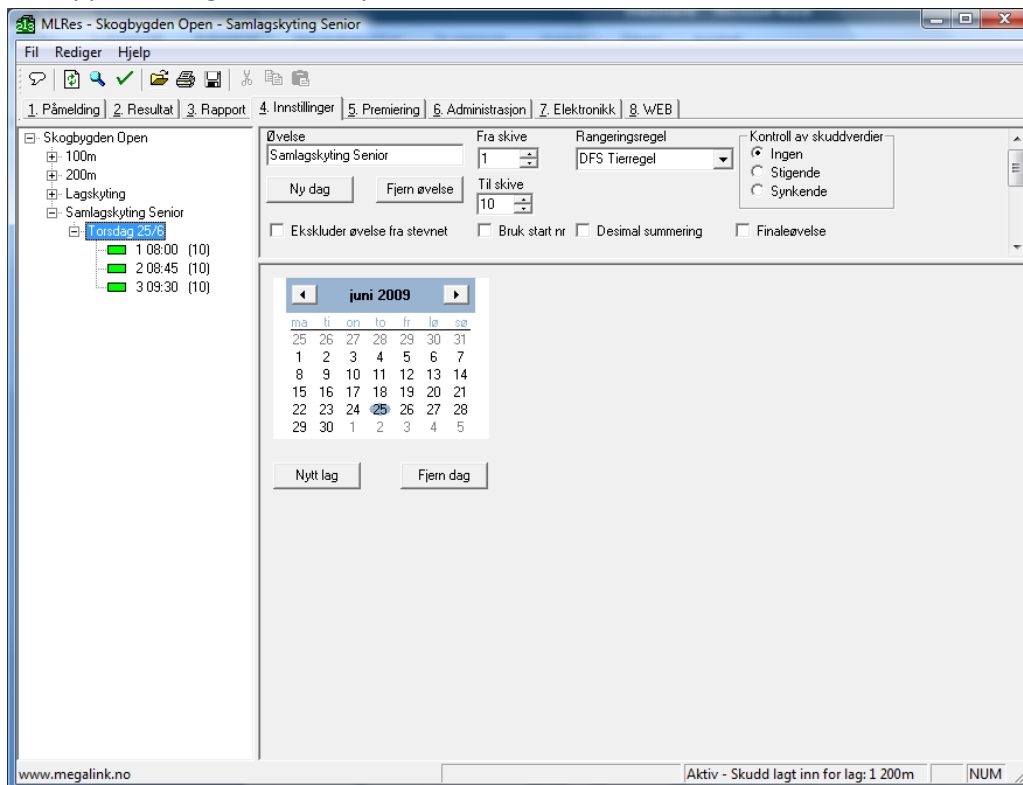 MLRes - Skogbygden Open - Samlagskyting Senior
Fil Rediger Hjelp
1. Påmelding 2. Resultat 3. Rapport 4. Innstillinger 5. Premiering 6. Administrasjon 7. Elektronikk 8. WEB
Skogbygden Open
100m
200m
Lagskyting
Samlagskyting Senior
Torsdag 25/6
1 08:00 (10)
2 08:45 (10)
3 09:30 (10)
Øvelse
Samlagskyting Senior
Ny dag Fjern øvelse
Fra skive
1
Til skive
10
Rangeringsregel
DFS Tierregel
Kontroll av skuddverdier
Ingen
Stigende
Synkende
Ekskluder øvelse fra stevnet Bruk start nr Desimal summering Finaleøvelse
juni 2009
ma ti on to fr lø sø
25 26 27 28 29 30 31
1 2 3 4 5 6 7
8 9 10 11 12 13 14
15 16 17 18 19 20 21
22 23 24 25 26 27 28
29 30 1 2 3 4 5
Nytt lag Fjern dag
www.megalink.no Aktiv - Skudd lagt inn for lag: 1 200m NUM